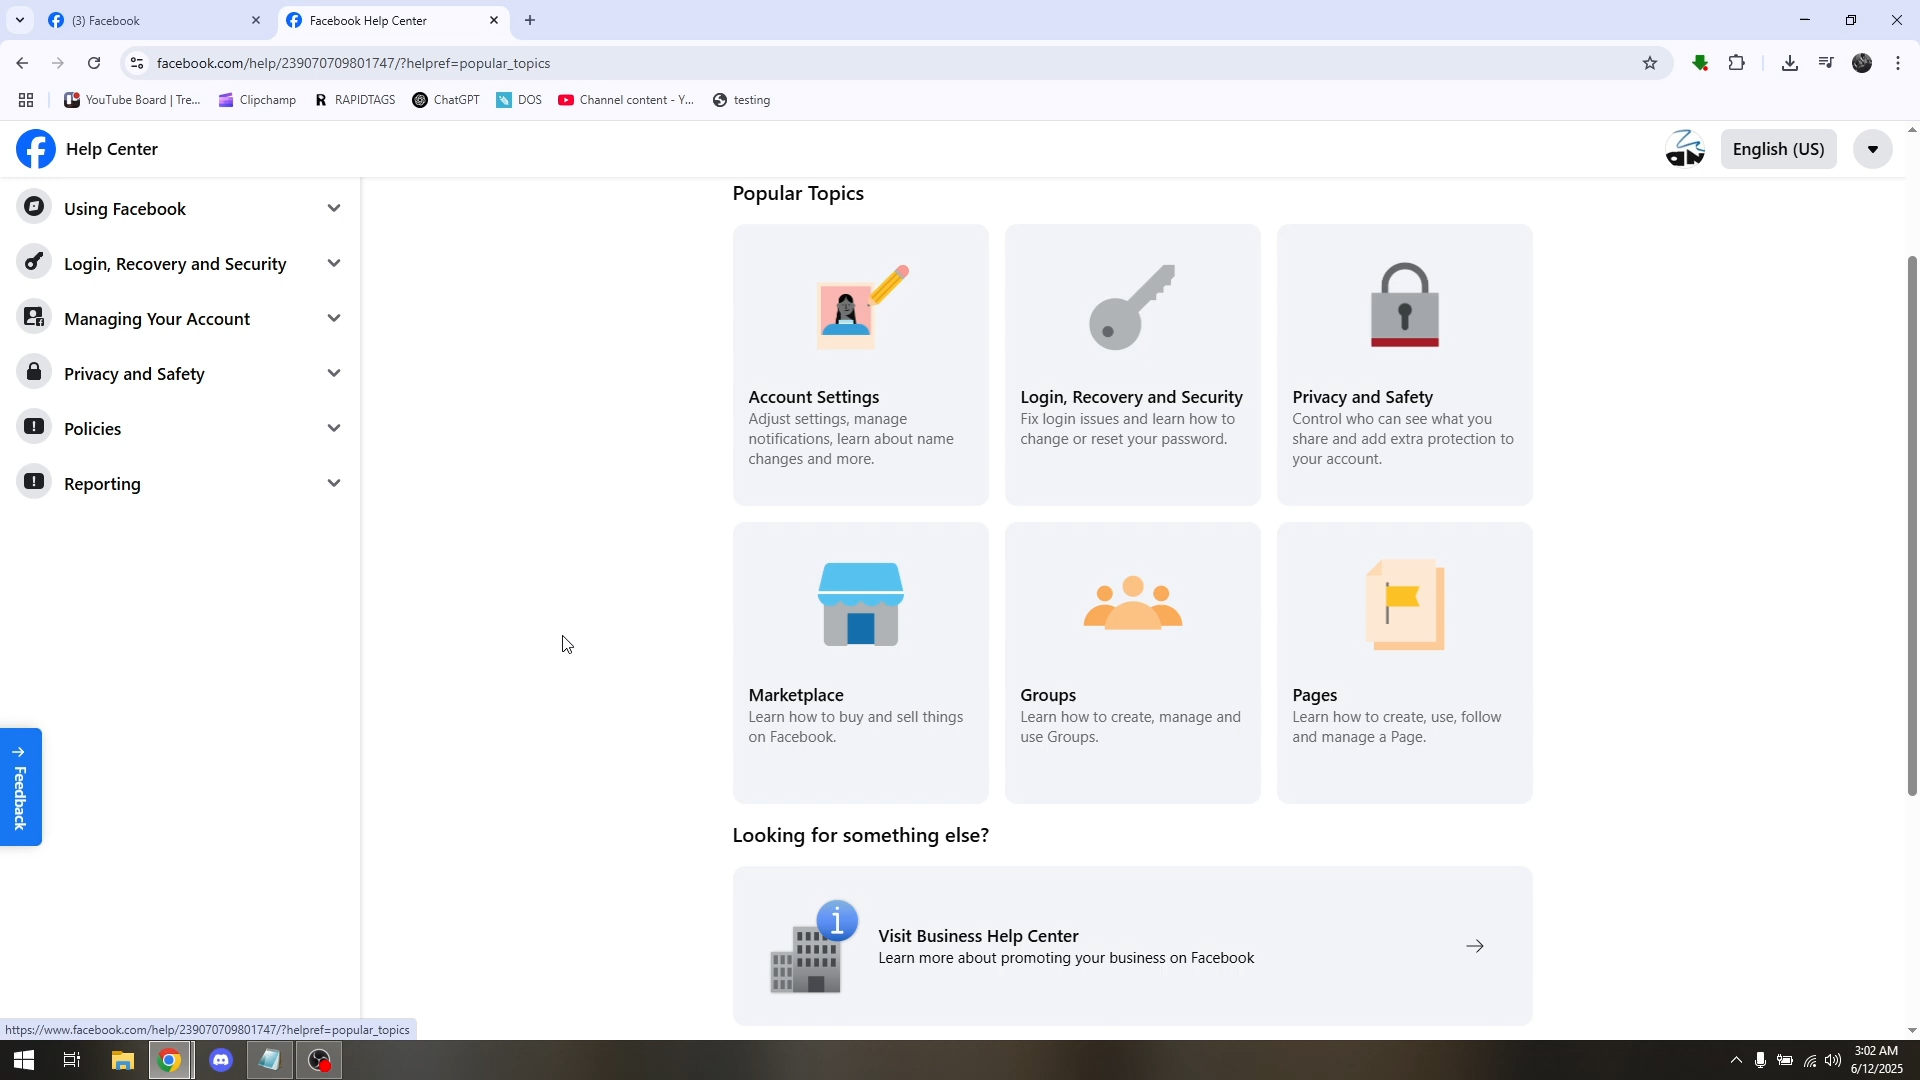 (3) Facebook
Facebook Help Center
facebook.com/help/239070709801747/?helpref=popular_topics
YouTube Board | Tre...
Clipchamp
RAPIDTAGS
ChatGPT
DOS
Channel content - Y...
testing
Help Center
English (US)
Using Facebook
Login, Recovery and Security
Managing Your Account
Privacy and Safety
Policies
Reporting
Feedback
Popular Topics
Account Settings
Adjust settings, manage
notifications, learn about name
changes and more.
Login, Recovery and Security
Fix login issues and learn how to
change or reset your password.
Privacy and Safety
Control who can see what you
share and add extra protection to
your account.
Marketplace
Learn how to buy and sell things
on Facebook.
Groups
Learn how to create, manage and
use Groups.
Pages
Learn how to create, use, follow
and manage a Page.
Looking for something else?
Visit Business Help Center
Learn more about promoting your business on Facebook
https://www.facebook.com/help/239070709801747/?helpref=popular_topics
3:02 AM
6/12/2025